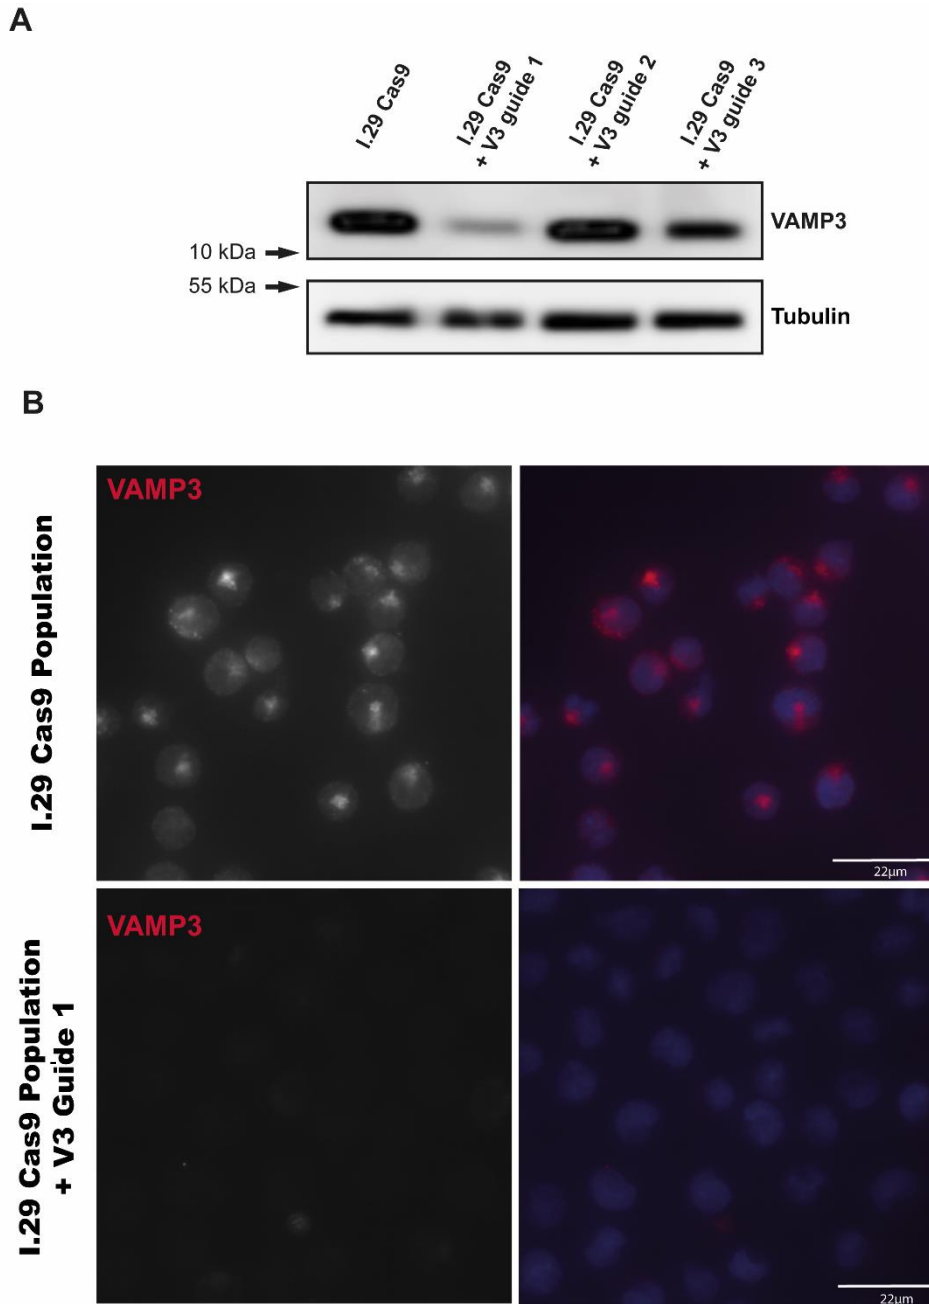 A
I.29 Cas9
I.29 Cas9
+ V3 guide 1
I.29 Cas9
+ V3 guide 2
I.29 Cas9
+ V3 guide 3
VAMP3
10 kDa
55 kDa
Tubulin
B
I.29 Cas9 Population
VAMP3
22µm
I.29 Cas9 Population
+ V3 Guide 1
VAMP3
22µm